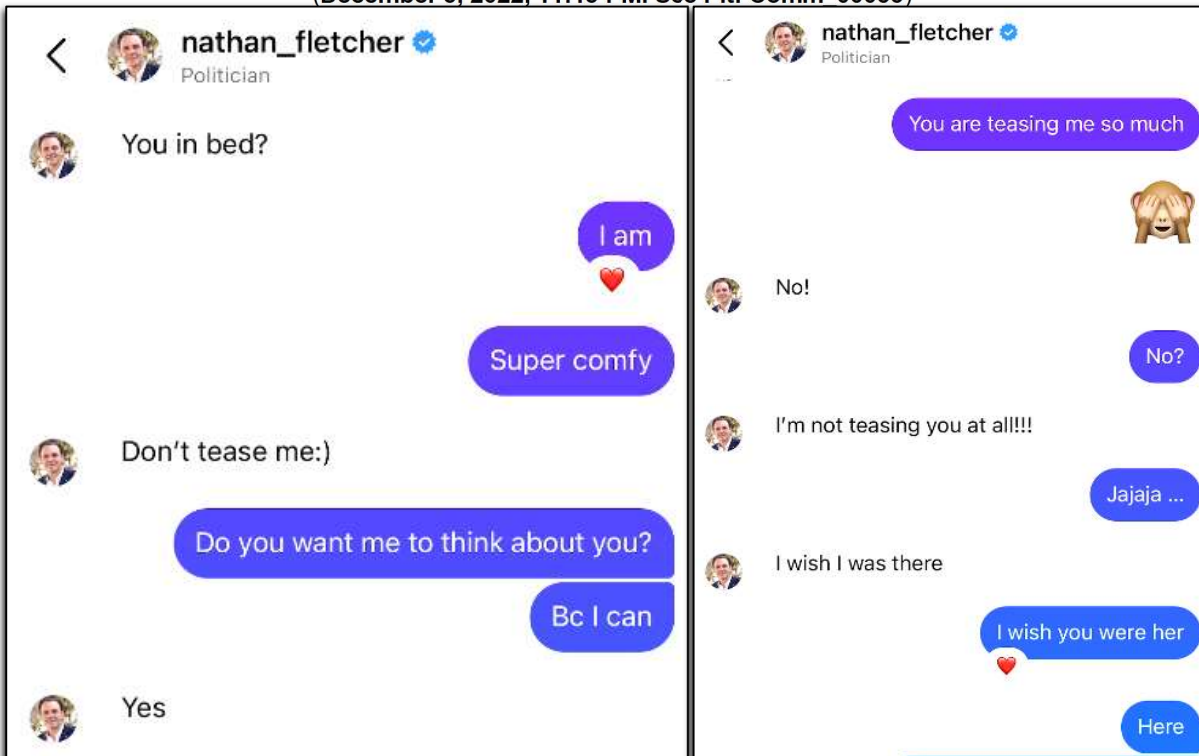 nathan_fletcher
Politician
You in bed?
I am
Super comfy
Don't tease me:)
Do you want me to think about you?
Bc I can
Yes
nathan_fletcher
Politician
You are teasing me so much
No!
No?
I'm not teasing you at all!!!
Jajaja ...
I wish I was there
I wish you were her
Here